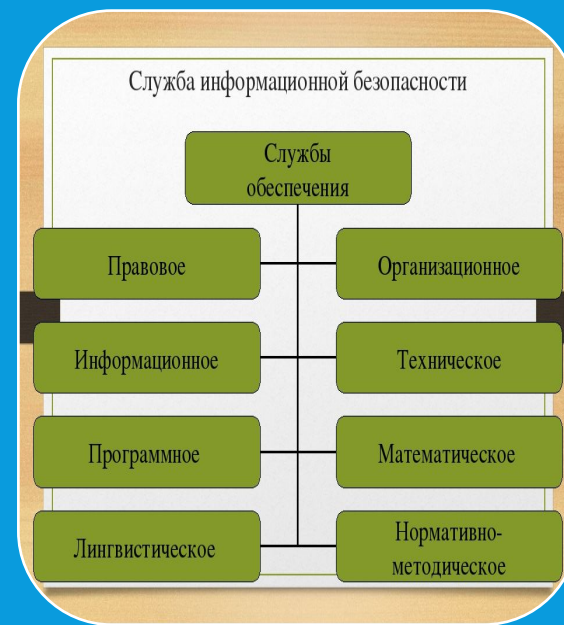 Служба информационной безопасности
Службы
обеспечения
Правовое
Организационное
Информационное
Техническое
Программное
Математическое
Лингвистическое
Нормативно-
методическое